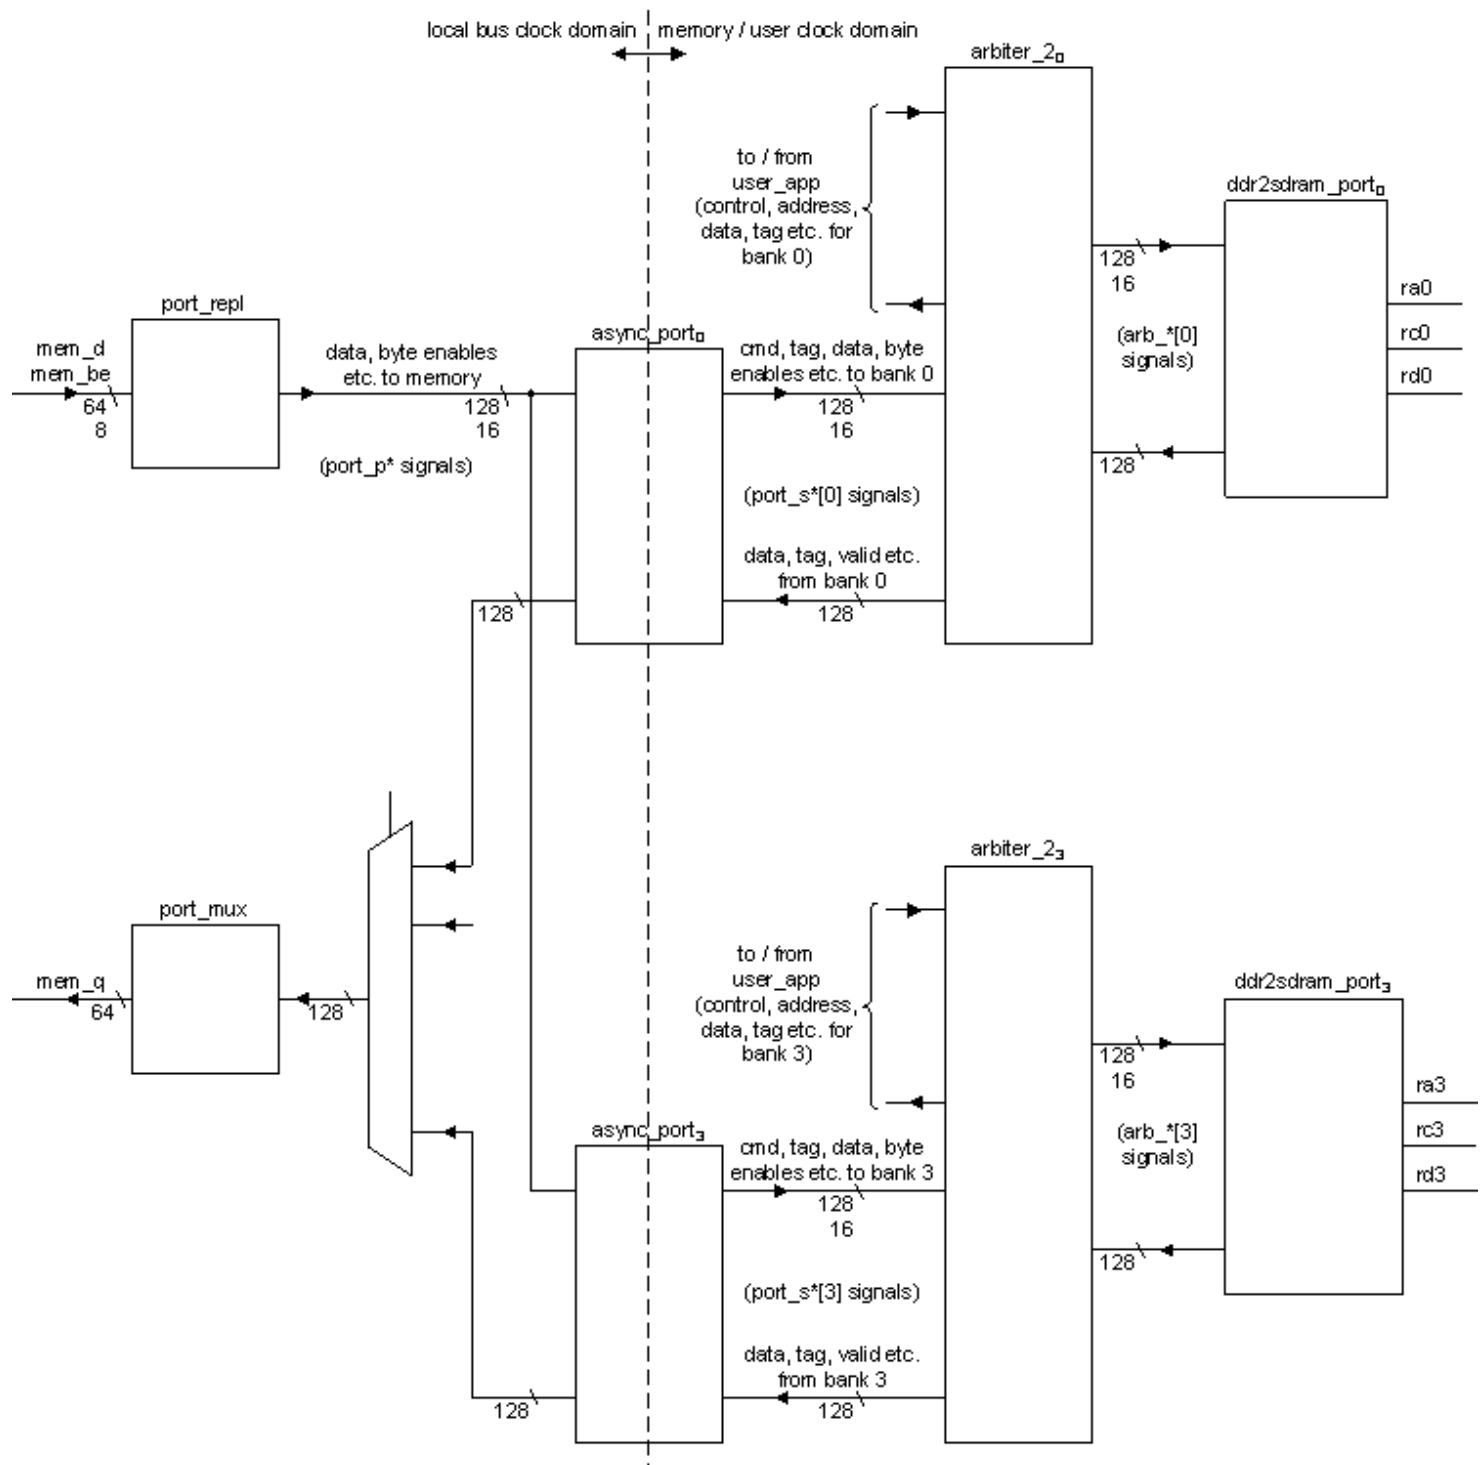 local bus clock domain
memory / user clock domain
arbiter_2₀
to / from
user_app
(control, address,
data, tag etc. for
bank 0)
ddr2sdram_port₀
128
16
ra0
port_repl
async_port₀
(arb_*[0]
signals)
rc0
mem_d
mem_be
data, byte enables
etc. to memory
cmd, tag, data, byte
enables etc. to bank 0
rd0
64
8
128
16
128
16
128
(port_p* signals)
(port_s*[0] signals)
data, tag, valid etc.
from bank 0
128
128
arbiter_2₃
port_mux
to / from
user_app
(control, address,
data, tag etc. for
bank 3)
mem_q
64
128
ddr2sdram_port₃
128
16
ra3
async_port₃
(arb_*[3]
signals)
rc3
cmd, tag, data, byte
enables etc. to bank 3
rd3
128
16
128
(port_s*[3] signals)
data, tag, valid etc.
from bank 3
128
128